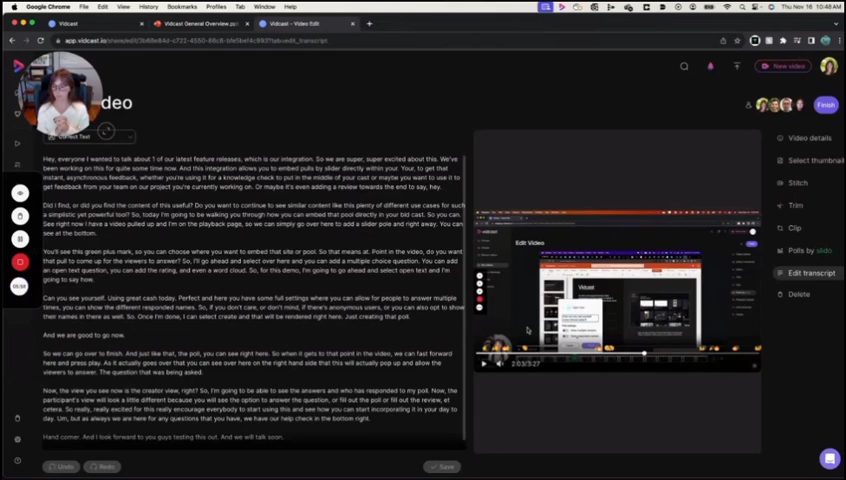 Google Chrome File Edit View History Bookmarks Profiles Tab Window Help Thu Nov 16 10:48 AM
Vidcast
Vidcast General Overview.ppt
Vidcast – Video Edit
New video
deo
Finish
Correct Text
Hey, everyone I wanted to talk about 1 of our latest feature releases, which is our integration. So we are super, super excited about this. We've
been working on this for quite some time now. And this integration allows you to embed pulls by slider directly within your. Your, to get that
instant, asynchronous feedback, whether you're using it for a knowledge check to put in the middle of your cast or maybe you want to use it to
get feedback from your team on our project you're currently working on. Or maybe it's even adding a review towards the end to say, hey.
Did I find, or did you find the content of this useful? Do you want to continue to see similar content like this plenty of different use cases for such
a simplistic yet powerful tool? So, today I'm going to be walking you through how you can embed that pool directly in your bid cast. So you can.
See right now I have a video pulled up and I'm on the playback page, so we can simply go over here to add a slider pole and right away. You can
see at the bottom.
You'll see this green plus mark, so you can choose where you want to embed that site or pool. So that means at. Point in the video, do you want
that pull to come up for the viewers to answer? So, I'll go ahead and select over here and you can add a multiple choice question. You can add
an open text question, you can add the rating, and even a word cloud. So, for this demo, I'm going to go ahead and select open text and I'm
going to say here.
Can you see yourself. Using great cash today. Perfect and here you have some full settings where you can allow for people to answer multiple
times, you can show the different responded names. So, if you don't care, or don't mind, if there's anonymous users, or you can also opt to show
their names in there as well. So. Once I'm done, I can select create and that will be rendered right here. Just creating that poll.
And we are good to go now.
So we can go over to finish. And just like that, the poll, you can see right here. So when it gets to that point in the video, we can fast forward
here and press play. As it actually goes over that you can see over here on the right hand side that this will actually pop up and allow the
viewers to answer. The question that was being asked.
Now, the view you see now is the creator view, right? So, I'm going to be able to see the answers and who has responded to my poll. Now, the
participant's view will look a little different because you will see the option to answer the question, or fill out the poll or fill out the review, et
cetera. So really, really excited for this really encourage everybody to start using this and see how you can start incorporating it in your day to
day. Um, but as always we are here for any questions that you have, we have our help check in the bottom right.
Hand corner. And I look forward to you guys testing this out. And we will talk soon.
Undo
Redo
Save
Edit Video
Vidcast
2:03/3:27
Video details
Select thumbnai
Stitch
Trim
Clip
Polls by slido
Edit transcript
Delete